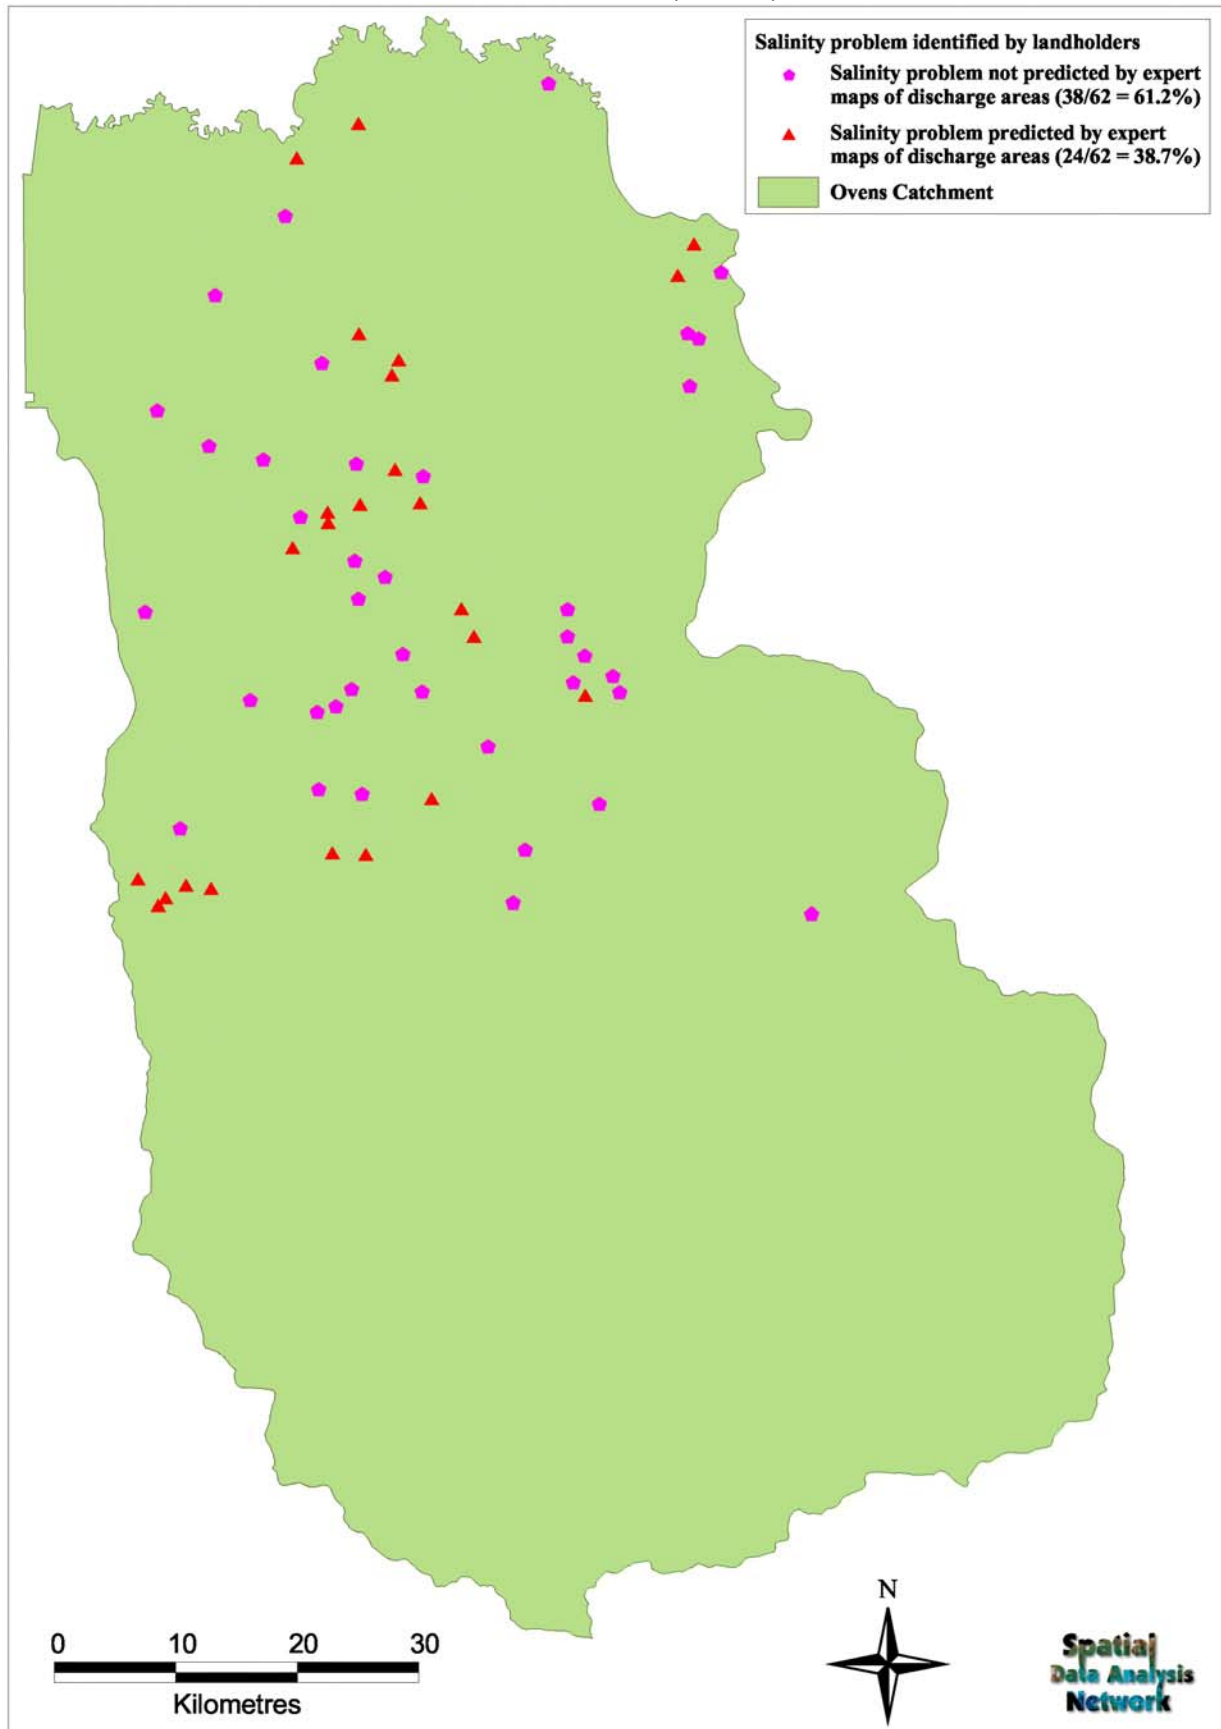 Salinity problem identified by landholders
Salinity problem not predicted by expert
maps of discharge areas (38/62 = 61.2%)
Salinity problem predicted by expert
maps of discharge areas (24/62 = 38.7%)
Ovens Catchment
N
0 10 20 30
Kilometres
Spatial
Data Analysis
Network